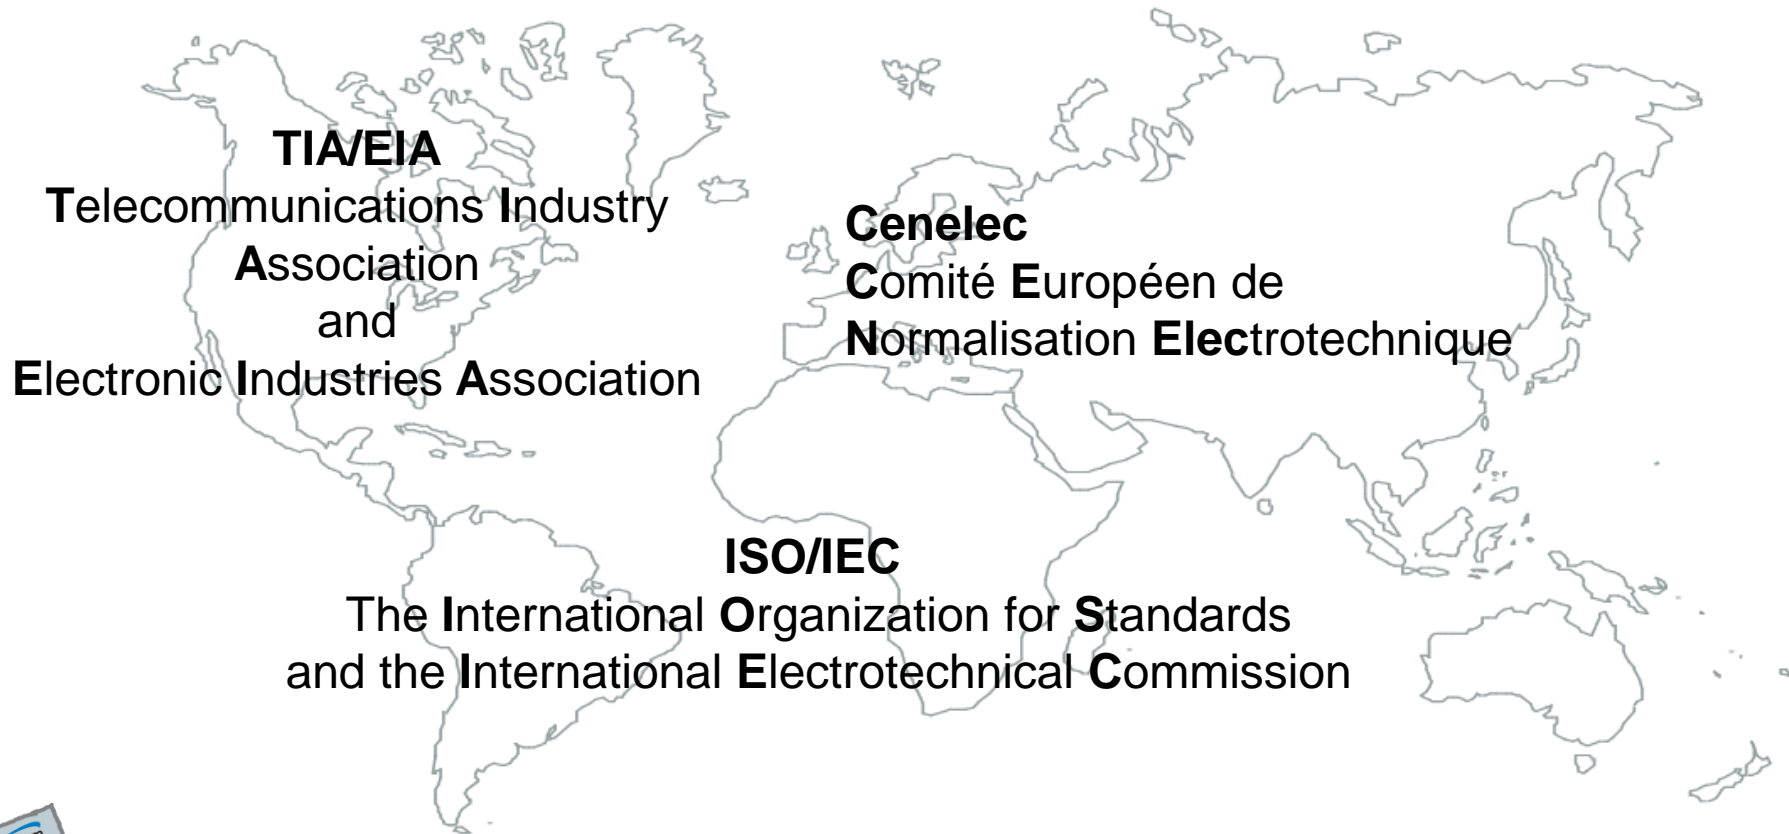 TIA/EIA
Telecommunications Industry
Association
and
Electronic Industries Association
Cenelec
Comité Européen de
Normalisation Electrotechnique
ISO/IEC
The International Organization for Standards
and the International Electrotechnical Commission